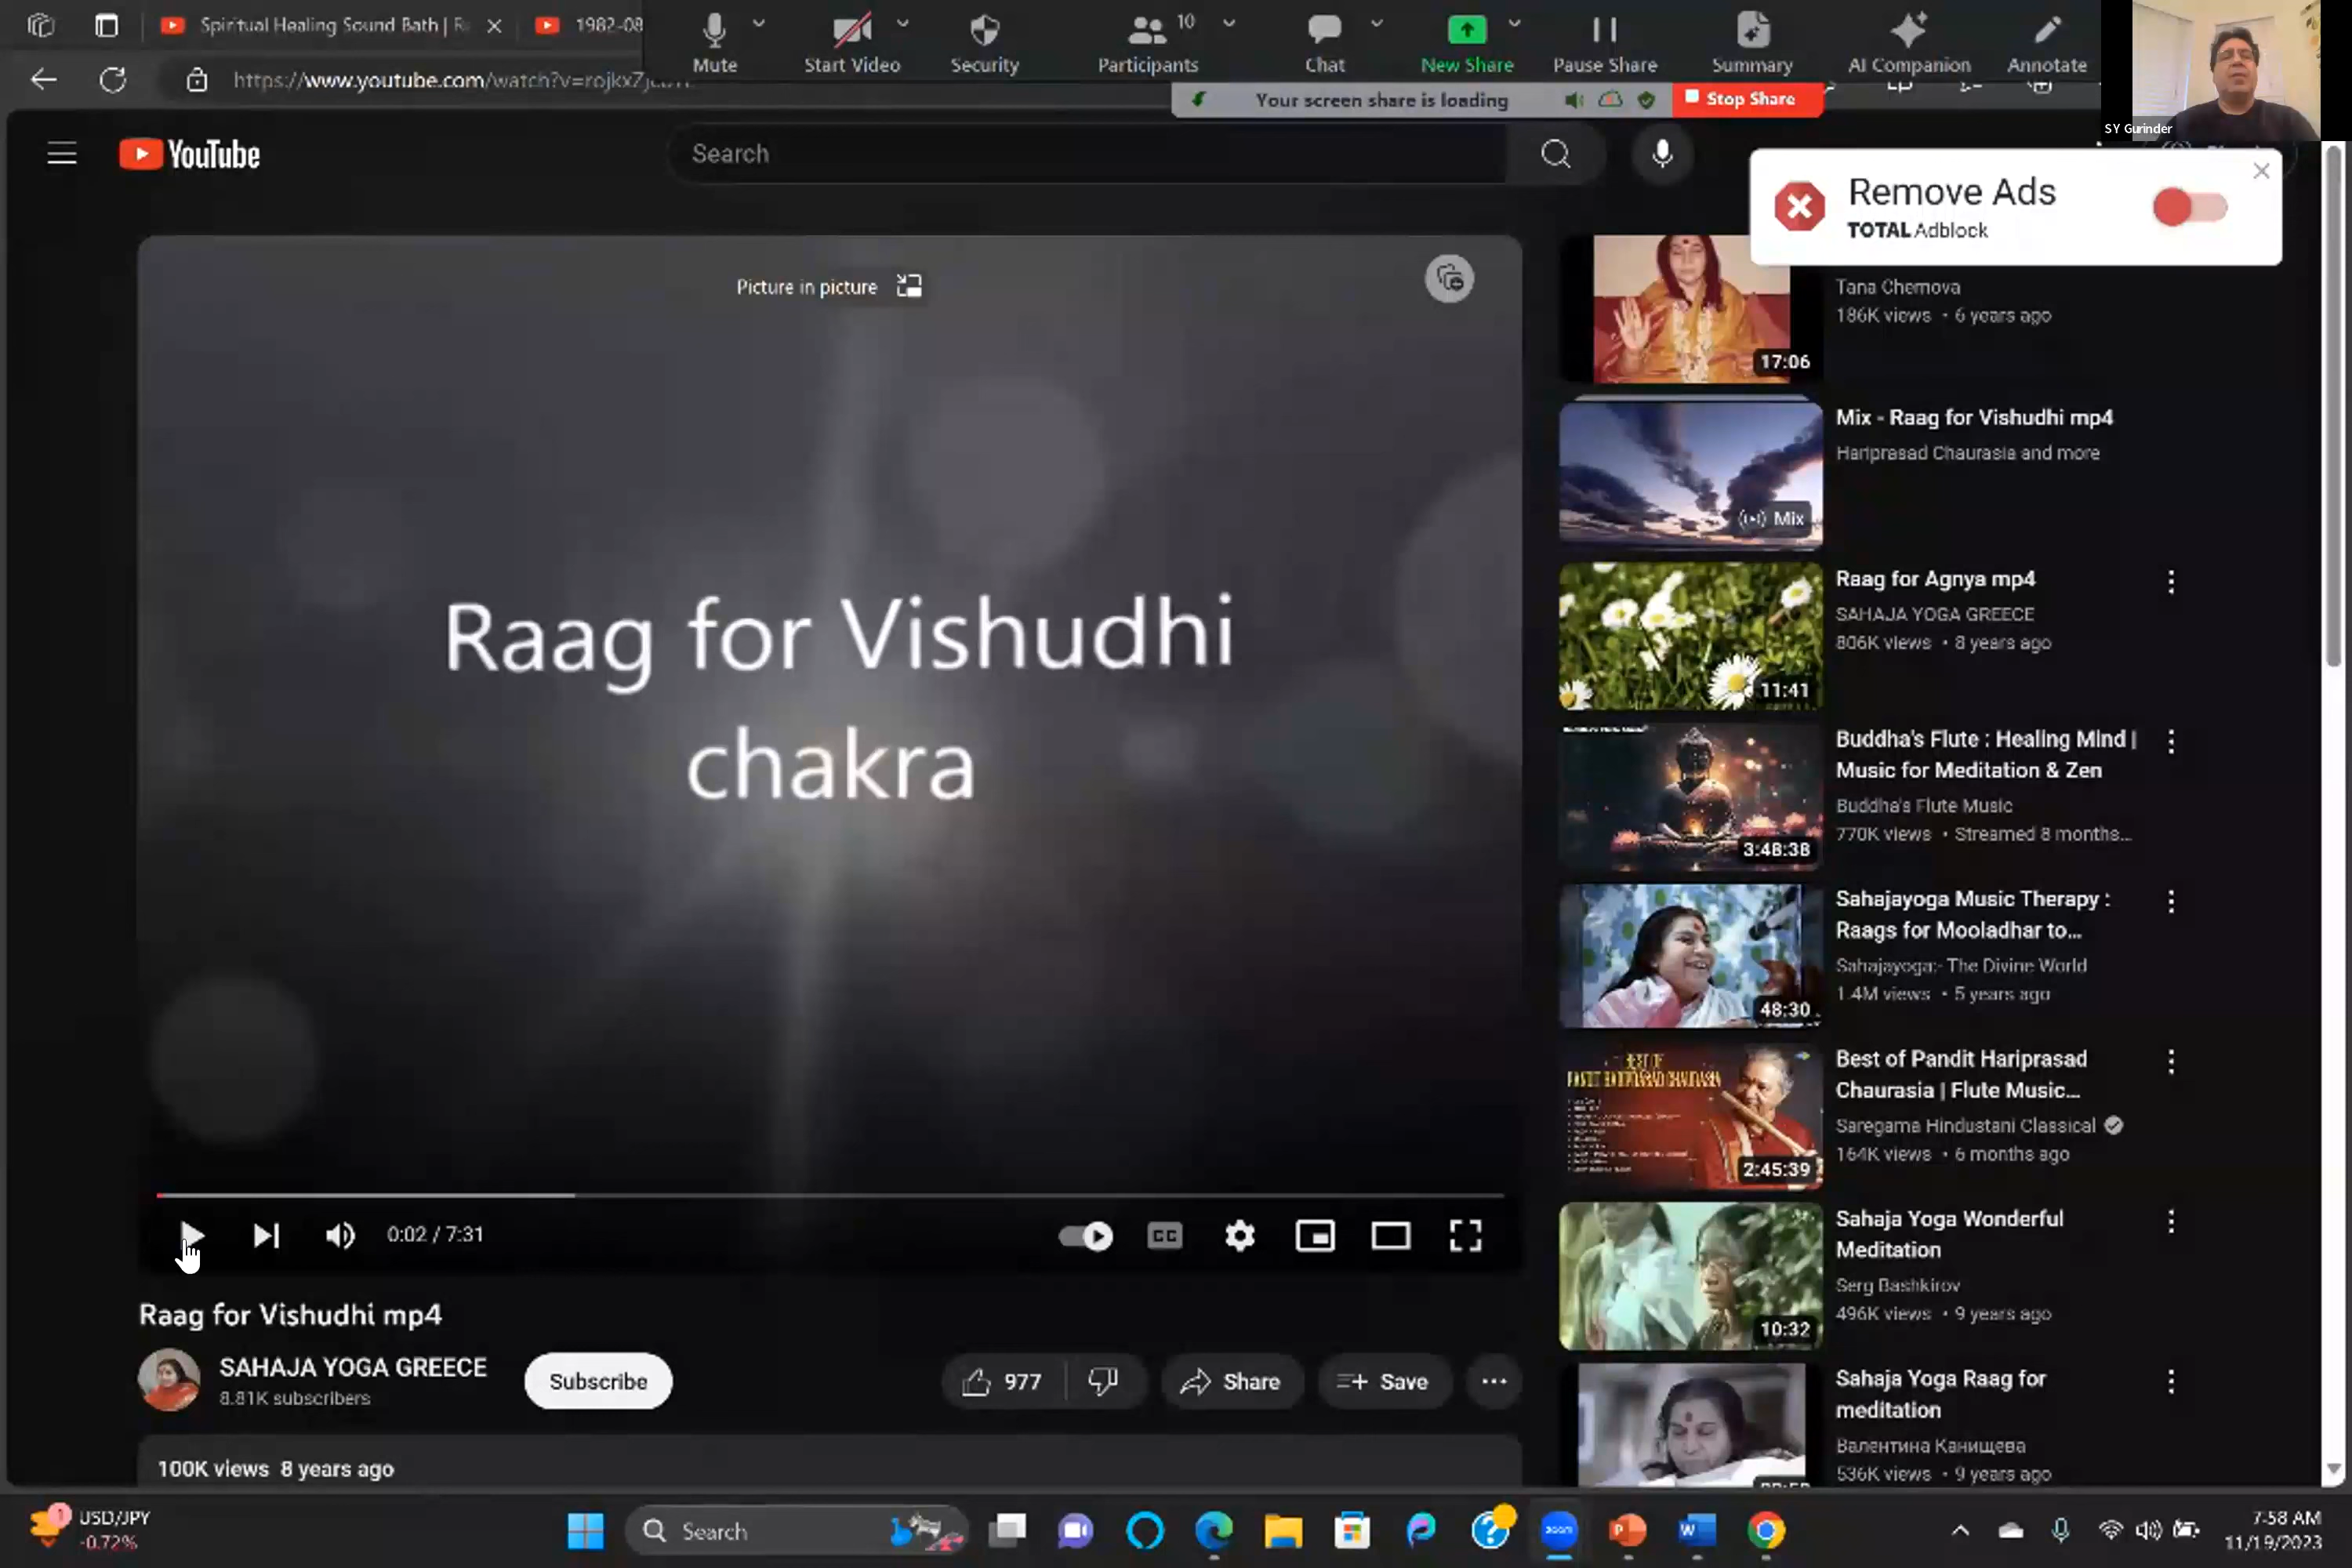 Spiritual Healing Sound Bath | R
1982-08
Mute
Start Video
Security
Participants
10
Chat
New Share
Pause Share
Summary
AI Companion
Annotate
https://www.youtube.com/watch?v=rojkxZj
Your screen share is loading
Stop Share
SY Gurinder
YouTube
Search
Remove Ads
TOTAL Adblock
Picture in picture
Raag for Vishudhi
chakra
0:02 / 7:31
CC
Raag for Vishudhi mp4
SAHAJA YOGA GREECE
8.81K subscribers
Subscribe
977
Share
Save
100K views 8 years ago
Tana Chernova
186K views • 6 years ago
17:06
Mix - Raag for Vishudhi mp4
Hariprasad Chaurasia and more
Mix
Raag for Agnya mp4
SAHAJA YOGA GREECE
806K views • 8 years ago
11:41
Buddha's Flute : Healing Mind |
Music for Meditation & Zen
Buddha's Flute Music
770K views • Streamed 8 months...
3:48:38
Sahajayoga Music Therapy :
Raags for Mooladhar to...
Sahajayoga:- The Divine World
1.4M views • 5 years ago
48:30
Best of Pandit Hariprasad
Chaurasia | Flute Music...
Saregama Hindustani Classical
164K views • 6 months ago
BEST OF
PANDIT HARIPRASAD CHAURASIA
2:45:39
Sahaja Yoga Wonderful
Meditation
Serg Bashkirov
496K views • 9 years ago
10:32
Sahaja Yoga Raag for
meditation
Валентина Канищева
536K views • 9 years ago
USD/JPY
-0.72%
Search
zoom
7:58 AM
11/19/2023